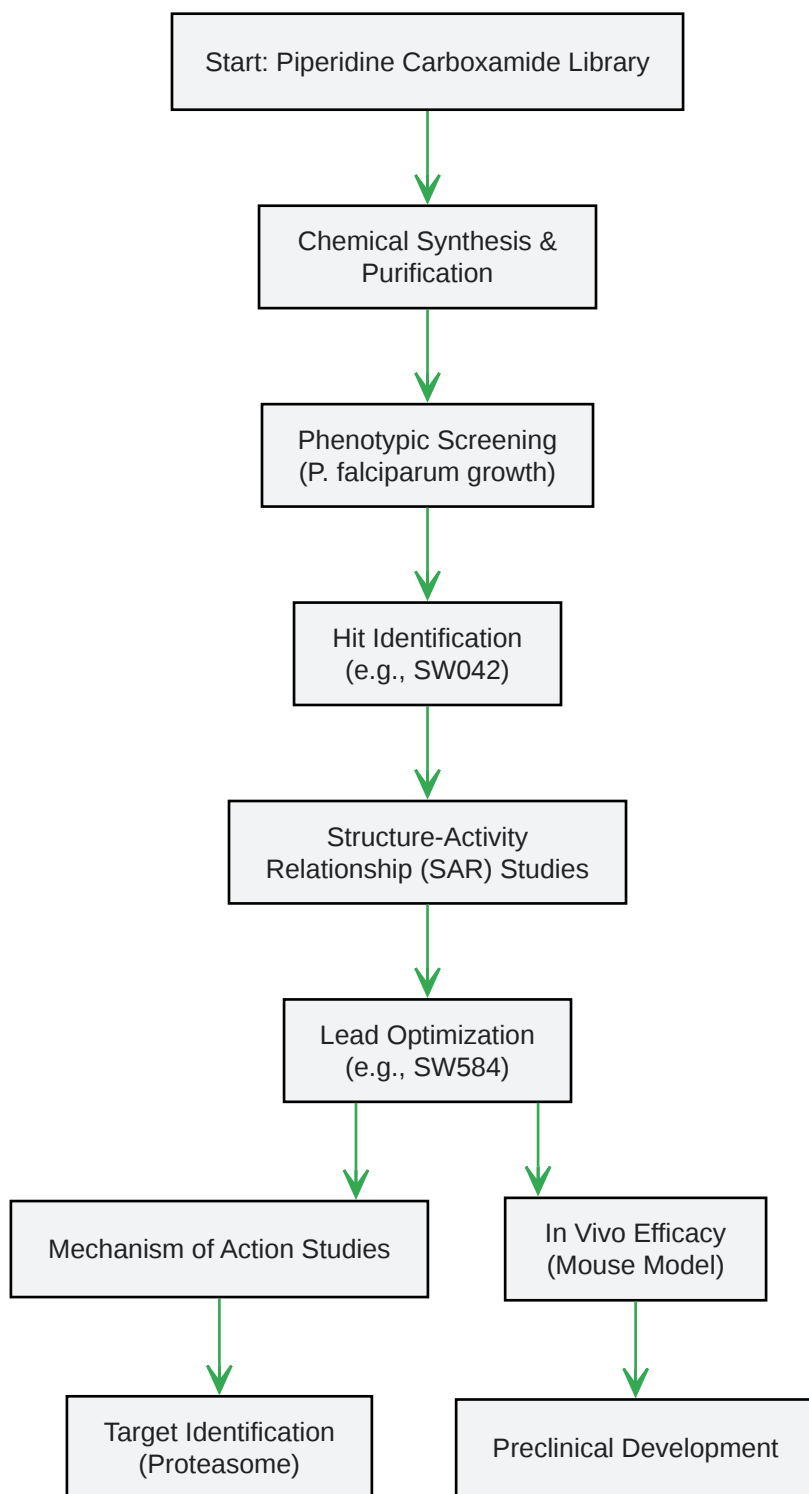 Start: Piperidine Carboxamide Library
Chemical Synthesis &
Purification
Phenotypic Screening
(P. falciparum growth)
Hit Identification
(e.g., SW042)
Structure-Activity
Relationship (SAR) Studies
Lead Optimization
(e.g., SW584)
Mechanism of Action Studies
In Vivo Efficacy
(Mouse Model)
Target Identification
(Proteasome)
Preclinical Development